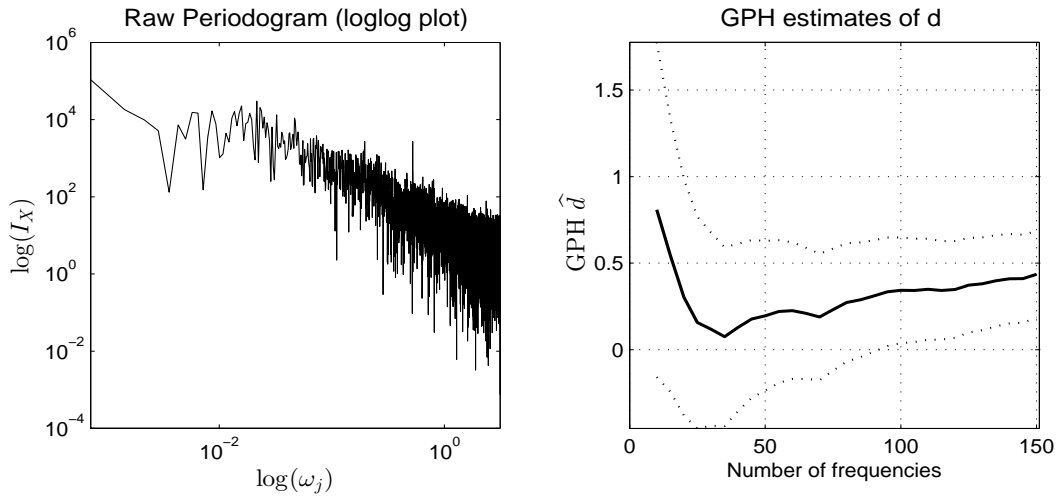 Raw Periodogram (loglog plot)
10^6
10^4
10^2
10^0
10^−2
10^−4
log(I_X)
10^−2
10^0
log(ω_j)
GPH estimates of d
1.5
1
0.5
0
GPH \widehat{d}
0
50
100
150
Number of frequencies